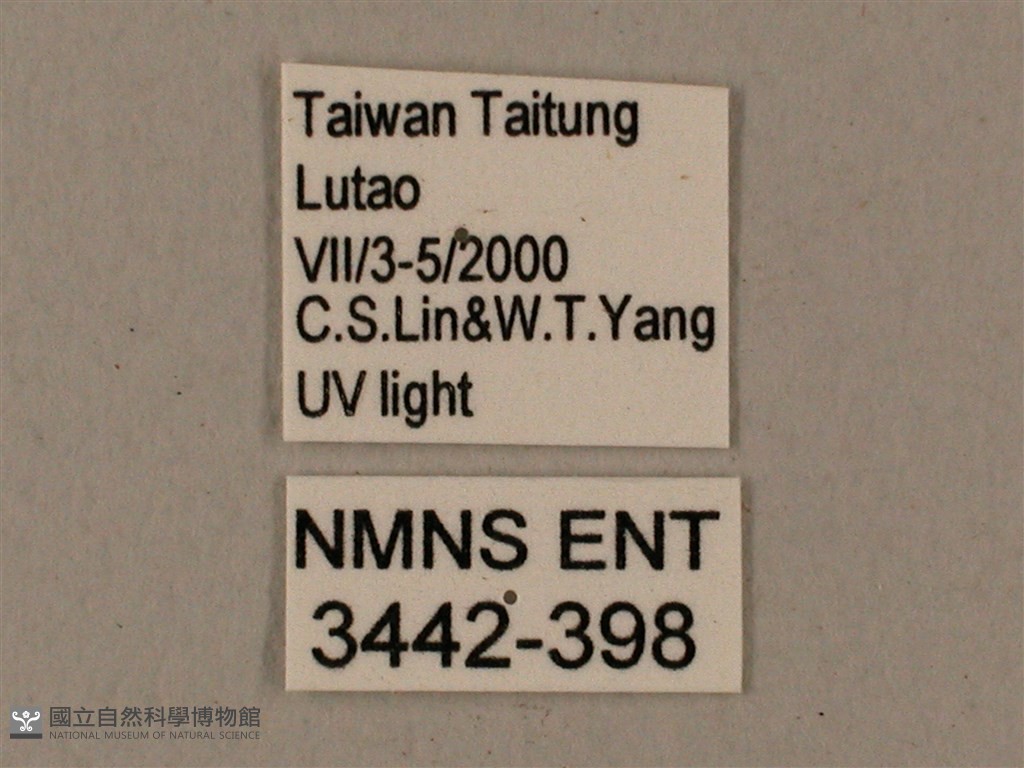 Taiwan Taitung
Lutao
VII/3-5/2000
C.S.Lin&W.T.Yang
UV light
NMNS ENT
3442-398
國立自然科學博物館
NATIONAL MUSEUM OF NATURAL SCIENCE